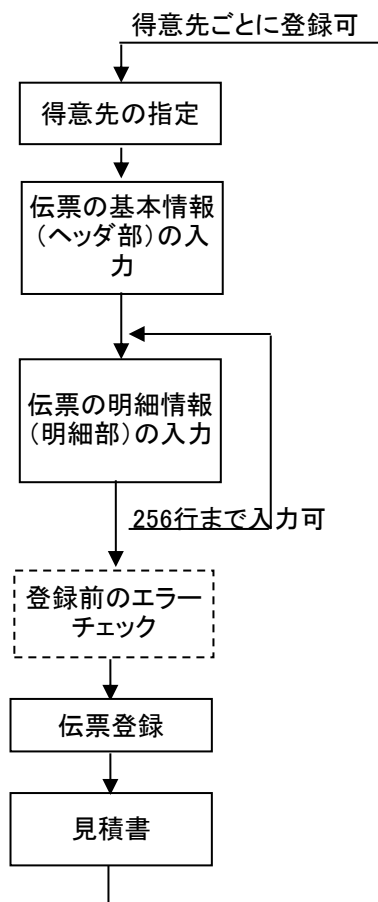 得意先ごとに登録可
得意先の指定
伝票の基本情報
（ヘッダ部）の入
力
伝票の明細情報
（明細部）の入力
256行まで入力可
登録前のエラー
チェック
伝票登録
見積書